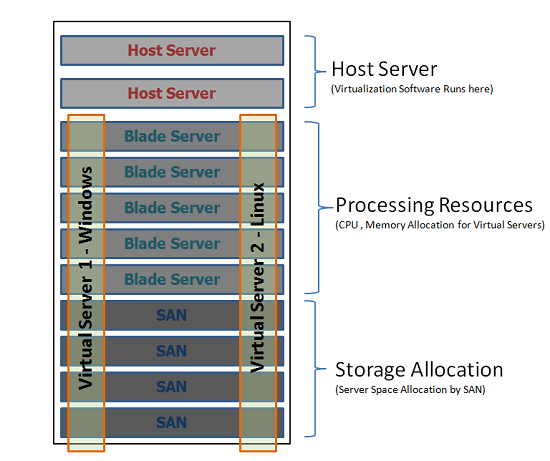 Host Server
Host Server
Blade Server
Blade Server
Blade Server
Blade Server
Blade Server
SAN
SAN
SAN
SAN
Virtual Server 1 - Windows
Virtual Server 2 - Linux
Host Server
(Virtualization Software Runs here)
Processing Resources
(CPU , Memory Allocation for Virtual Servers)
Storage Allocation
(Server Space Allocation by SAN)